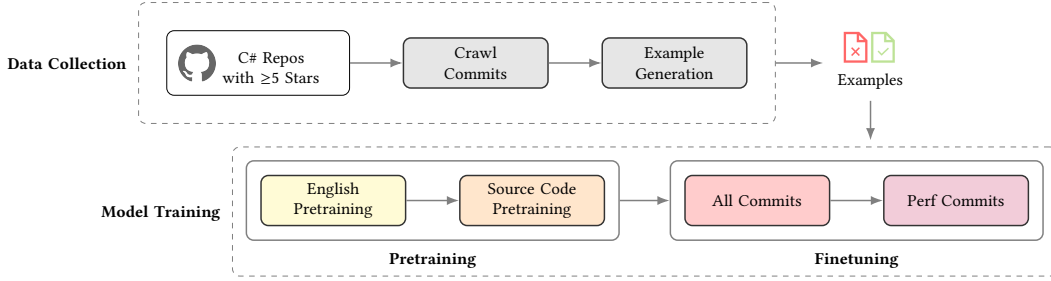 Data Collection
C# Repos
with ≥5 Stars
Crawl
Commits
Example
Generation
Examples
Model Training
English
Pretraining
Source Code
Pretraining
All Commits
Perf Commits
Pretraining
Finetuning